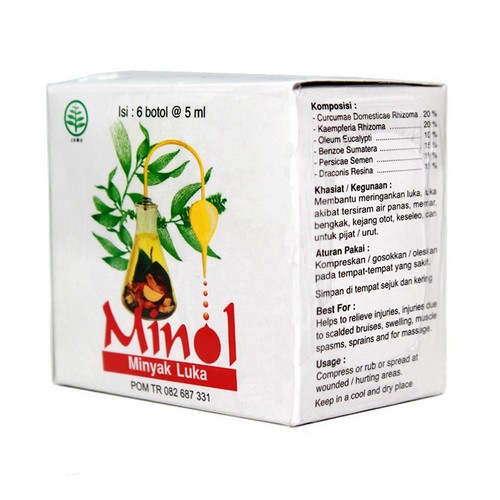 JAMU
Isi : 6 botol @ 5 ml
Minol
Minyak Luka
POM TR 082 687 331
Komposisi :
- Curcumae Domesticae Rhizoma . 20 %
- Kaempferia Rhizoma ............ 20 %
- Oleum Eucalypti ............ 10 %
- Benzoe Sumatera ............ 15 %
- Persicae Semen ............
- Draconis Resina ............
Khasiat / Kegunaan :
Membantu meringankan luka, luka
akibat tersiram air panas, memar,
bengkak, kejang otot, keseleo, dan
untuk pijat / urut.
Aturan Pakai :
Kompreskan / gosokkan / oleskan
pada tempat-tempat yang sakit.
Simpan di tempat sejuk dan kering
Best For :
Helps to relieve injuries, injuries due
to scalded bruises, swelling, muscle
spasms, sprains and for massage.
Usage :
Compress or rub or spread at
wounded / hurting areas.
Keep in a cool and dry place